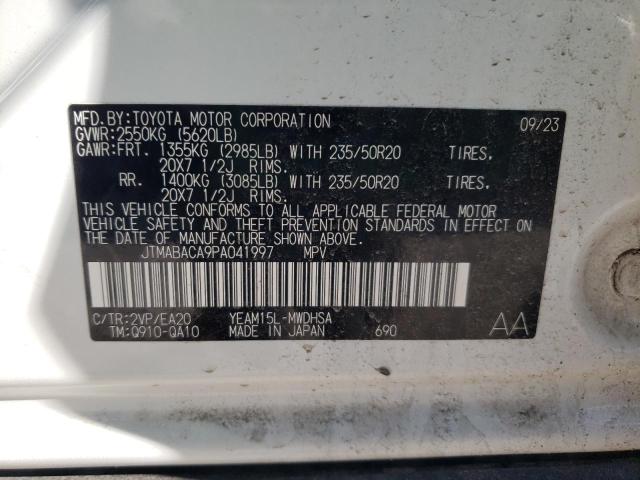 MFD.BY:TOYOTA MOTOR CORPORATION 09/23
GVWR:2550KG (5620LB)
GAWR:FRT. 1355KG (2985LB) WITH 235/50R20 TIRES,
20X7 1/2J RIMS.
RR. 1400KG (3085LB) WITH 235/50R20 TIRES,
20X7 1/2J RIMS.
THIS VEHICLE CONFORMS TO ALL APPLICABLE FEDERAL MOTOR
VEHICLE SAFETY AND THEFT PREVENTION STANDARDS IN EFFECT ON
THE DATE OF MANUFACTURE SHOWN ABOVE.
JTMABACA9PA041997 MPV
C/TR:2VP/EA20 YEAM15L-MWDHSA
TM:Q910-QA10 MADE IN JAPAN 690 AA